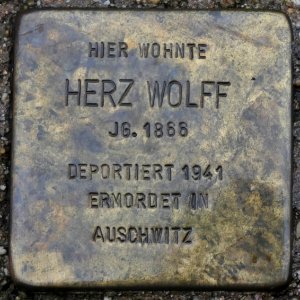 HIER WOHNTE
HERZ WOLFF
JG. 1866
DEPORTIERT 1941
ERMORDET IN
AUSCHWITZ